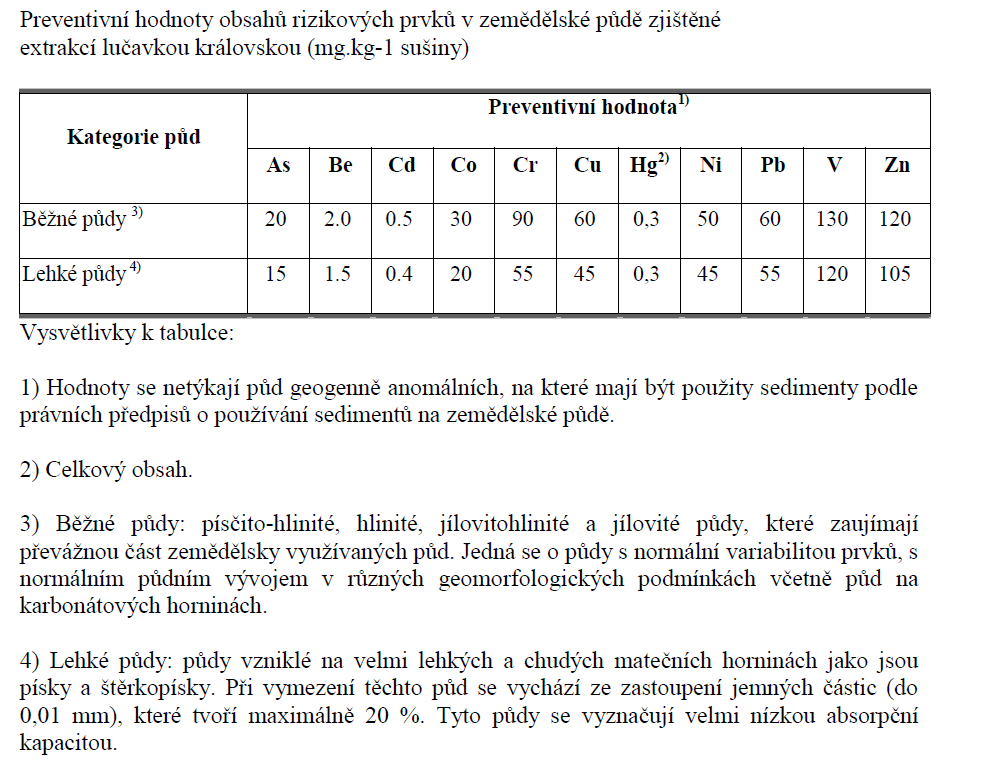 Preventivní hodnoty obsahů rizikových prvků v zemědělské půdě zjištěné
extrakcí lučavkou královskou (mg.kg-1 sušiny)
Kategorie půd
Preventivní hodnota1)
As Be Cd Co Cr Cu Hg2) Ni Pb V Zn
Běžné půdy 3) 20 2.0 0.5 30 90 60 0,3 50 60 130 120
Lehké půdy 4) 15 1.5 0.4 20 55 45 0,3 45 55 120 105
Vysvětlivky k tabulce:
1) Hodnoty se netýkají půd geogenně anomálních, na které mají být použity sedimenty podle
právních předpisů o používání sedimentů na zemědělské půdě.
2) Celkový obsah.
3) Běžné půdy: písčito-hlinité, hlinité, jílovitohlinité a jílovité půdy, které zaujímají
převážnou část zemědělsky využívaných půd. Jedná se o půdy s normální variabilitou prvků, s
normálním půdním vývojem v různých geomorfologických podmínkách včetně půd na
karbonátových horninách.
4) Lehké půdy: půdy vzniklé na velmi lehkých a chudých matečních horninách jako jsou
písky a štěrkopísky. Při vymezení těchto půd se vychází ze zastoupení jemných částic (do
0,01 mm), které tvoří maximálně 20 %. Tyto půdy se vyznačují velmi nízkou absorpční
kapacitou.